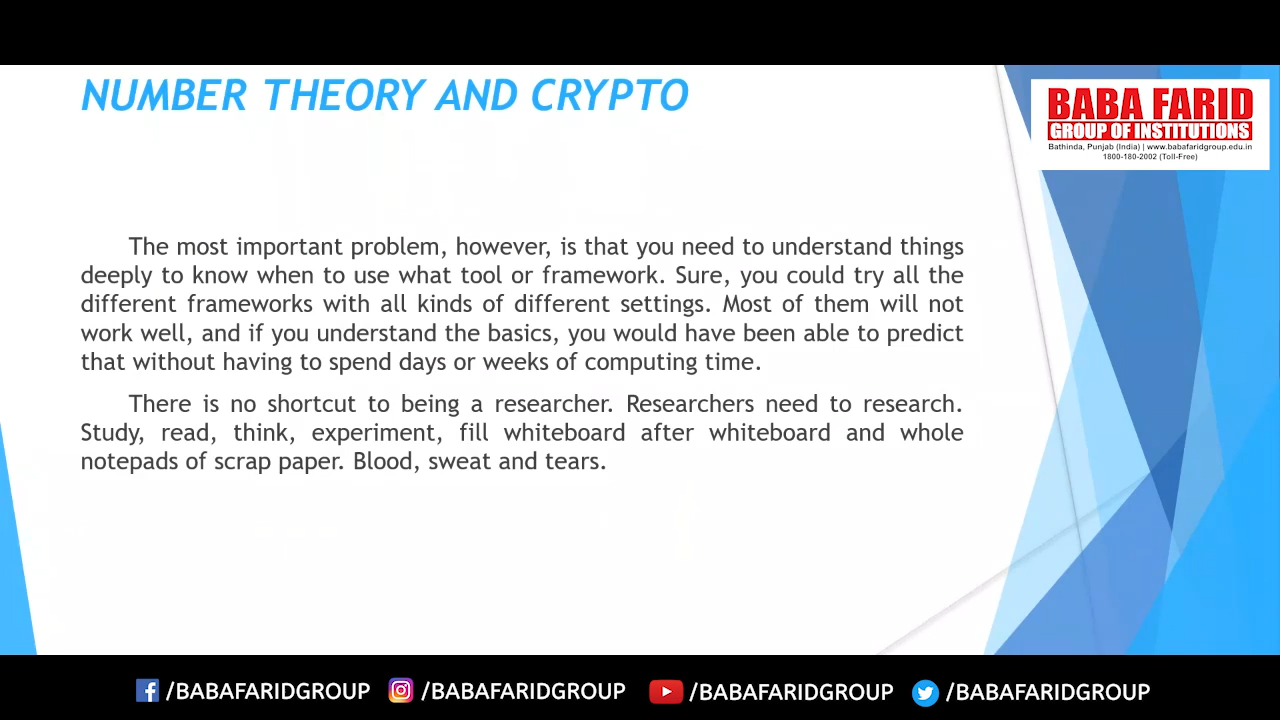 NUMBER THEORY AND CRYPTO
BABA FARID
GROUP OF INSTITUTIONS
Bathinda, Punjab (India) | www.babafaridgroup.edu.in
1800-180-2002 (Toll-Free)
The most important problem, however, is that you need to understand things
deeply to know when to use what tool or framework. Sure, you could try all the
different frameworks with all kinds of different settings. Most of them will not
work well, and if you understand the basics, you would have been able to predict
that without having to spend days or weeks of computing time.
There is no shortcut to being a researcher. Researchers need to research.
Study, read, think, experiment, fill whiteboard after whiteboard and whole
notepads of scrap paper. Blood, sweat and tears.
/BABAFARIDGROUP /BABAFARIDGROUP /BABAFARIDGROUP /BABAFARIDGROUP